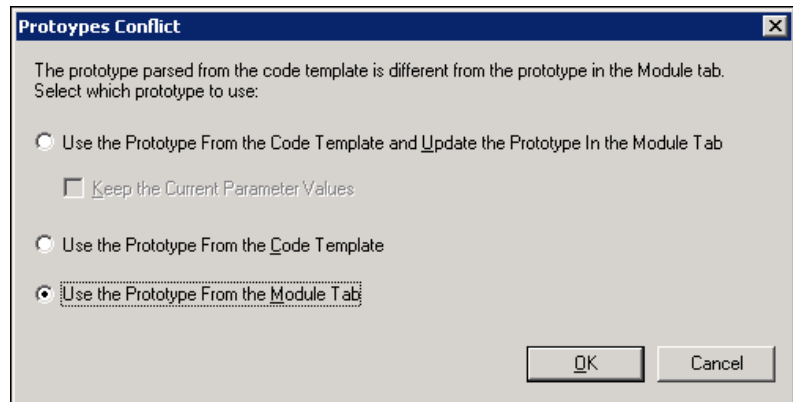 Protoypes Conflict
The prototype parsed from the code template is different from the prototype in the Module tab.
Select which prototype to use:
Use the Prototype From the Code Template and Update the Prototype In the Module Tab
Keep the Current Parameter Values
Use the Prototype From the Code Template
Use the Prototype From the Module Tab
OK Cancel